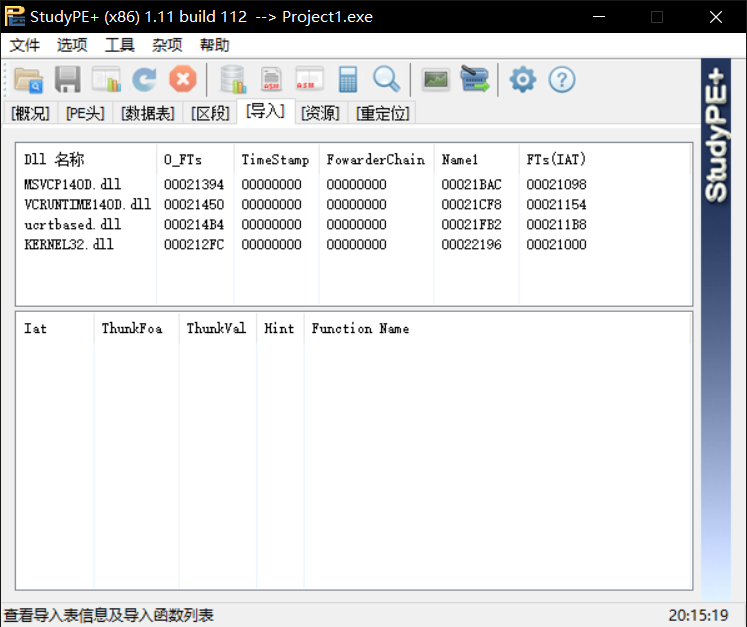 StudyPE+ (x86) 1.11 build 112 --> Project1.exe
文件 选项 工具 杂项 帮助
ASM ASM
[概况] [PE头] [数据表] [区段] [导入] [资源] [重定位]
StudyPE+
Dll 名称 O_FTs TimeStamp FowarderChain Name1 FTs(IAT)
MSVCP140D.dll 00021394 00000000 00000000 00021BAC 00021098
VCRUNTIME140D.dll 00021450 00000000 00000000 00021CF8 00021154
ucrtbased.dll 000214B4 00000000 00000000 00021FB2 000211B8
KERNEL32.dll 000212FC 00000000 00000000 00022196 00021000
Iat ThunkFoa ThunkVal Hint Function Name
查看导入表信息及导入函数列表 20:15:19